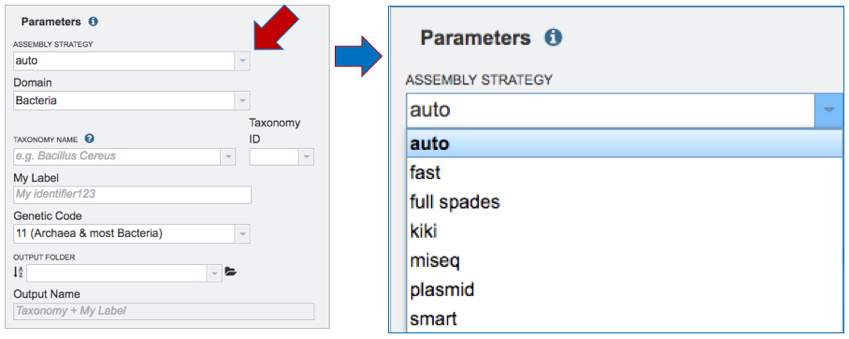 Parameters
ASSEMBLY STRATEGY
auto
Domain
Bacteria
TAXONOMY NAME
Taxonomy ID
e.g. Bacillus Cereus
My Label
My identifier123
Genetic Code
11 (Archaea & most Bacteria)
OUTPUT FOLDER
Output Name
Taxonomy + My Label
Parameters
ASSEMBLY STRATEGY
auto
auto
fast
full spades
kiki
miseq
plasmid
smart